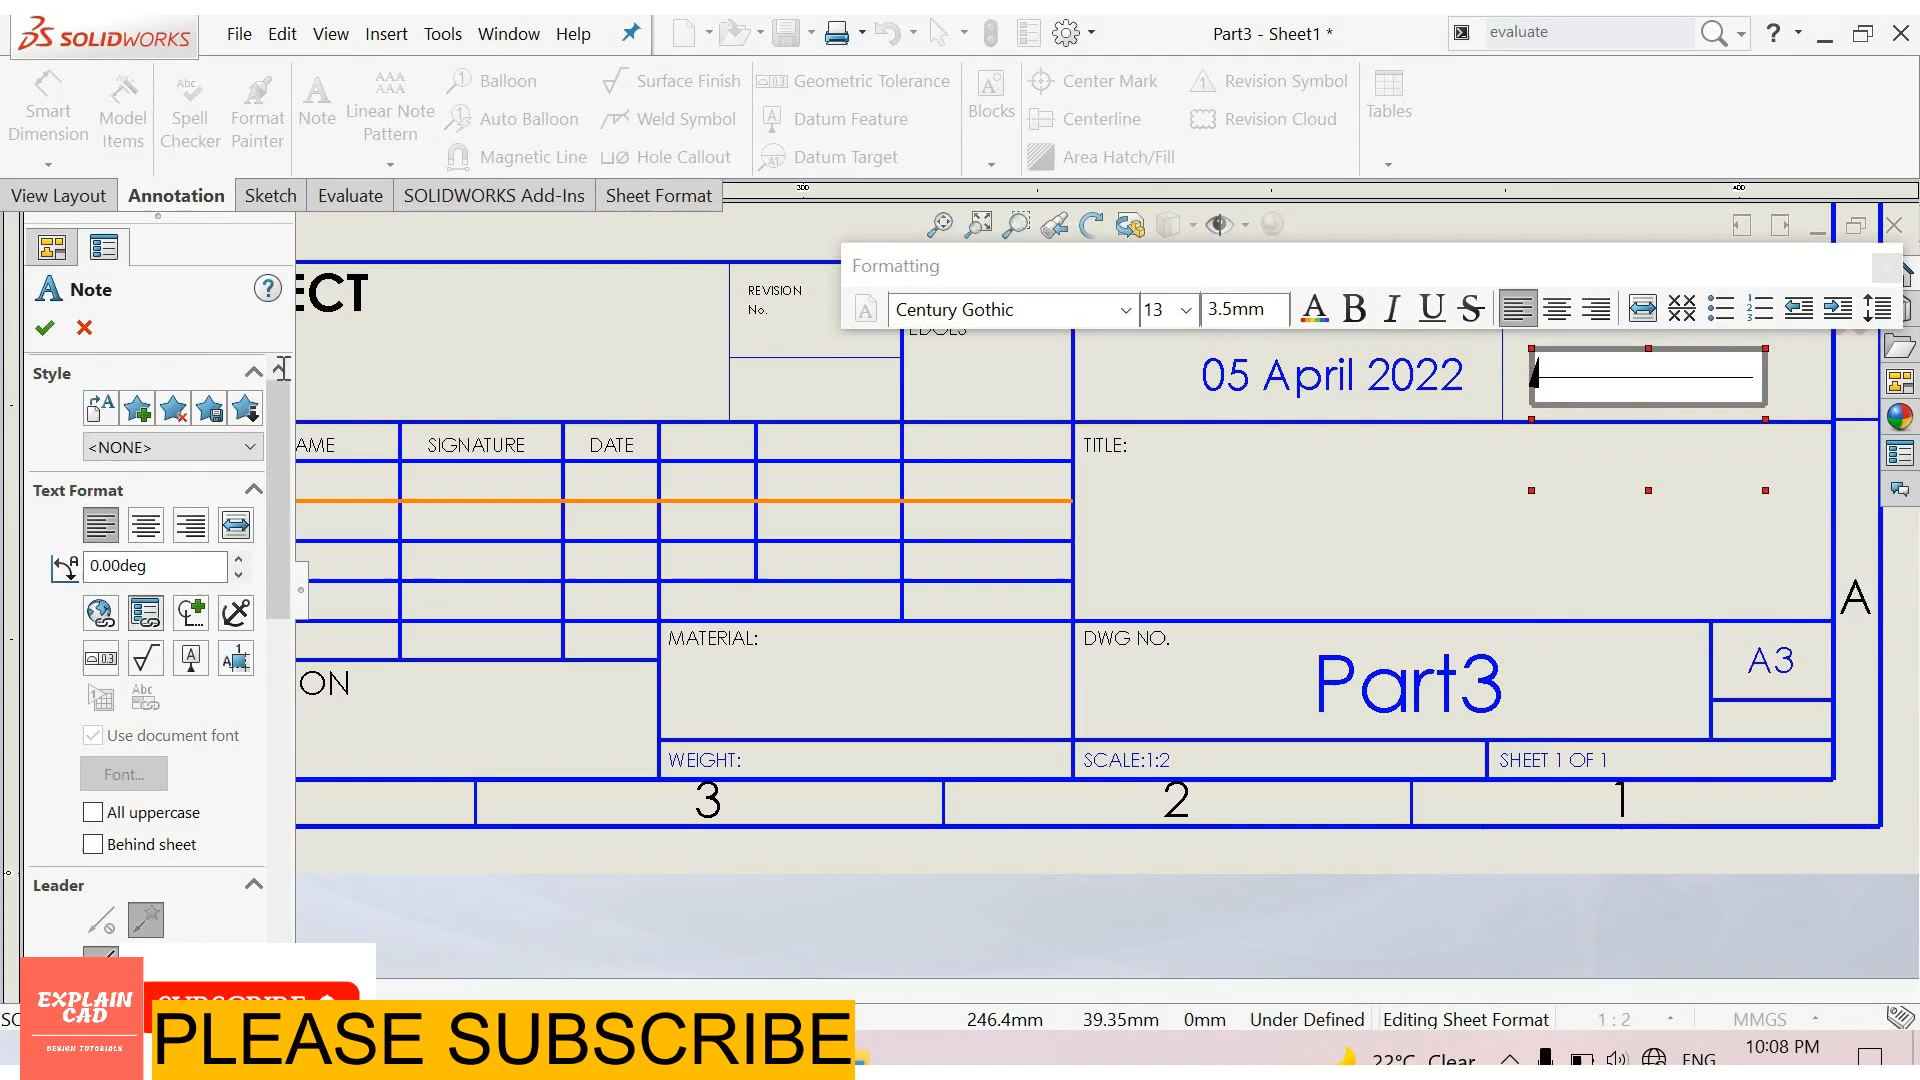 SOLIDWORKS File Edit View Insert Tools Window Help Part3 - Sheet1 * evaluate ?
Smart Dimension
Model Items
Spell Checker
Format Painter
Note
Linear Note Pattern
Balloon
Auto Balloon
Magnetic Line
Surface Finish
Weld Symbol
Hole Callout
Geometric Tolerance
Datum Feature
Datum Target
Blocks
Center Mark
Centerline
Area Hatch/Fill
Revision Symbol
Revision Cloud
Tables
View Layout Annotation Sketch Evaluate SOLIDWORKS Add-Ins Sheet Format
300 400
Note ?
Style
<NONE>
Text Format
0.00deg
Use document font
Font...
All uppercase
Behind sheet
Leader
Formatting
Century Gothic 13 3.5mm A B I U S
ECT
REVISION
No.
EDGES
05 April 2022
AME SIGNATURE DATE TITLE:
A
MATERIAL: DWG NO.
Part3 A3
ON
WEIGHT: SCALE:1:2 SHEET 1 OF 1
3 2 1
246.4mm 39.35mm 0mm Under Defined Editing Sheet Format 1 : 2 MMGS
EXPLAIN
CAD
DESIGN TUTORIALS
SUBSCRIBE
PLEASE SUBSCRIBE
22°C Clear ENG 10:08 PM